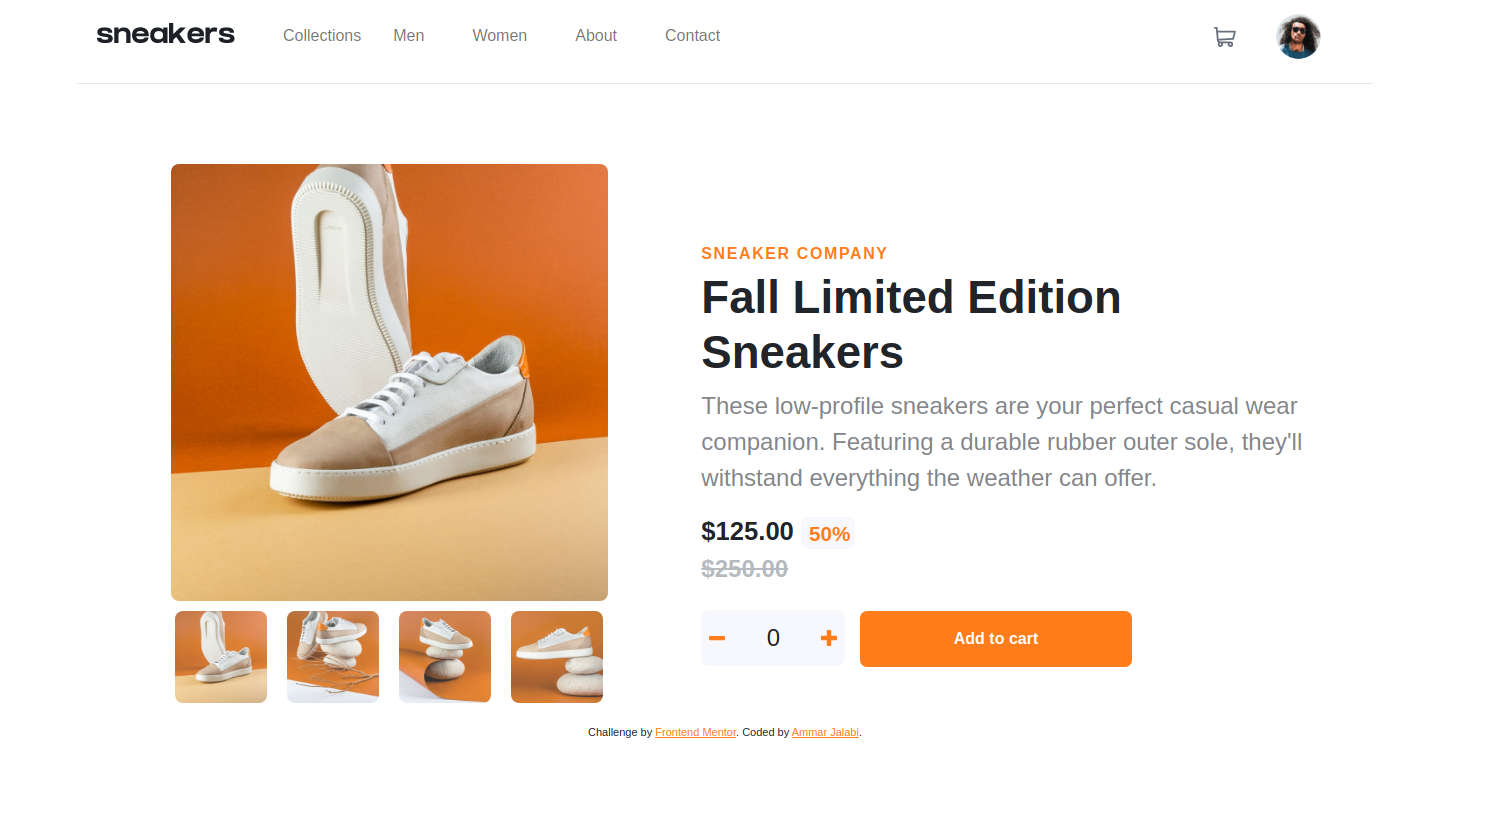 sneakers
Collections Men Women About Contact
SNEAKER COMPANY
Fall Limited Edition
Sneakers
These low-profile sneakers are your perfect casual wear
companion. Featuring a durable rubber outer sole, they'll
withstand everything the weather can offer.
$125.00 50%
$250.00
0
Add to cart
Challenge by Frontend Mentor. Coded by Ammar Jalabi.